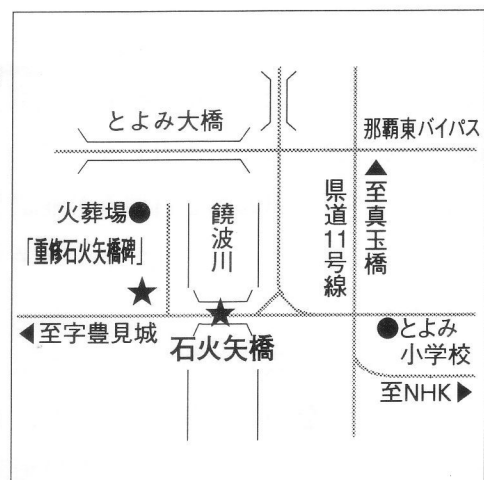 とよみ大橋
那覇東バイパス
火葬場●
「重修石火矢橋碑」
★
饒波川
県道11号線
▲至真玉橋
◀至字豊見城
★
石火矢橋
●とよみ
小学校
至NHK▶